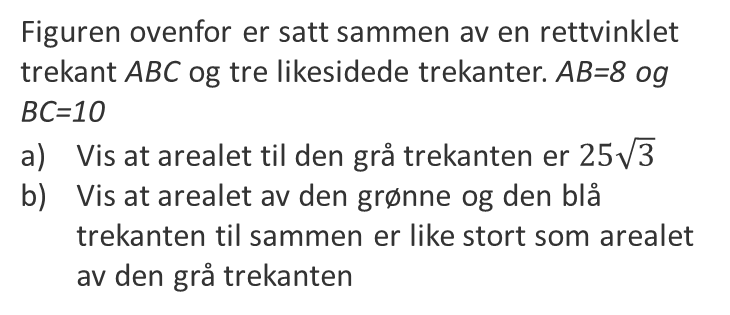 Figuren ovenfor er satt sammen av en rettvinklet
trekant ABC og tre likesidede trekanter. AB=8 og
BC=10
a) Vis at arealet til den grå trekanten er 25√3
b) Vis at arealet av den grønne og den blå
trekanten til sammen er like stort som arealet
av den grå trekanten